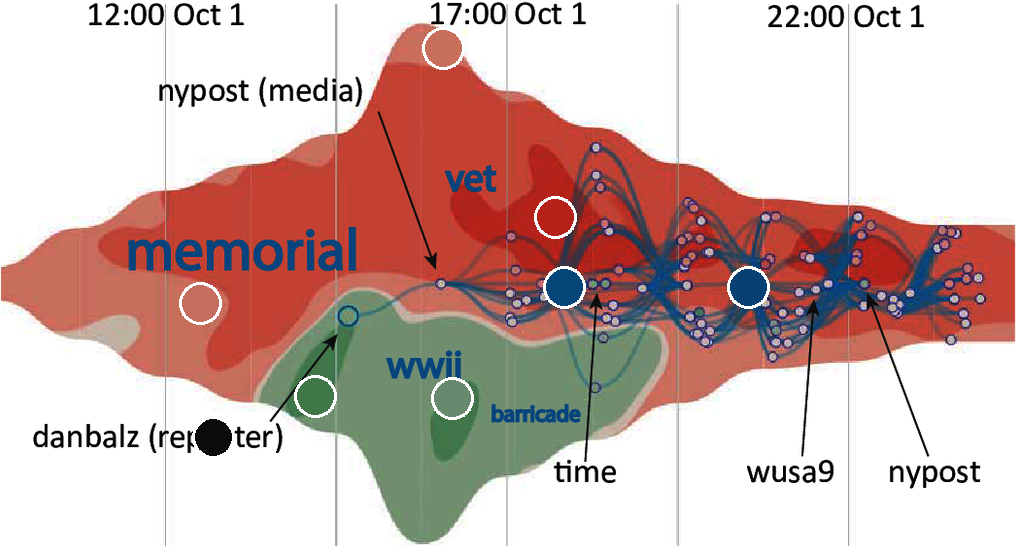 12:00 Oct 1
17:00 Oct 1
22:00 Oct 1
nypost (media)
vet
memorial
wwii
barricade
danbalz (rep ter)
time
wusa9
nypost